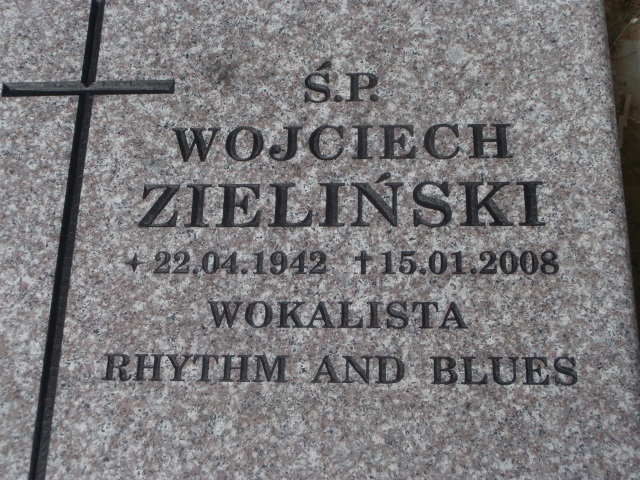 Ś.P.
WOJCIECH
ZIELIŃSKI
+22.04.1942 †15.01.2008
WOKALISTA
RHYTHM AND BLUES